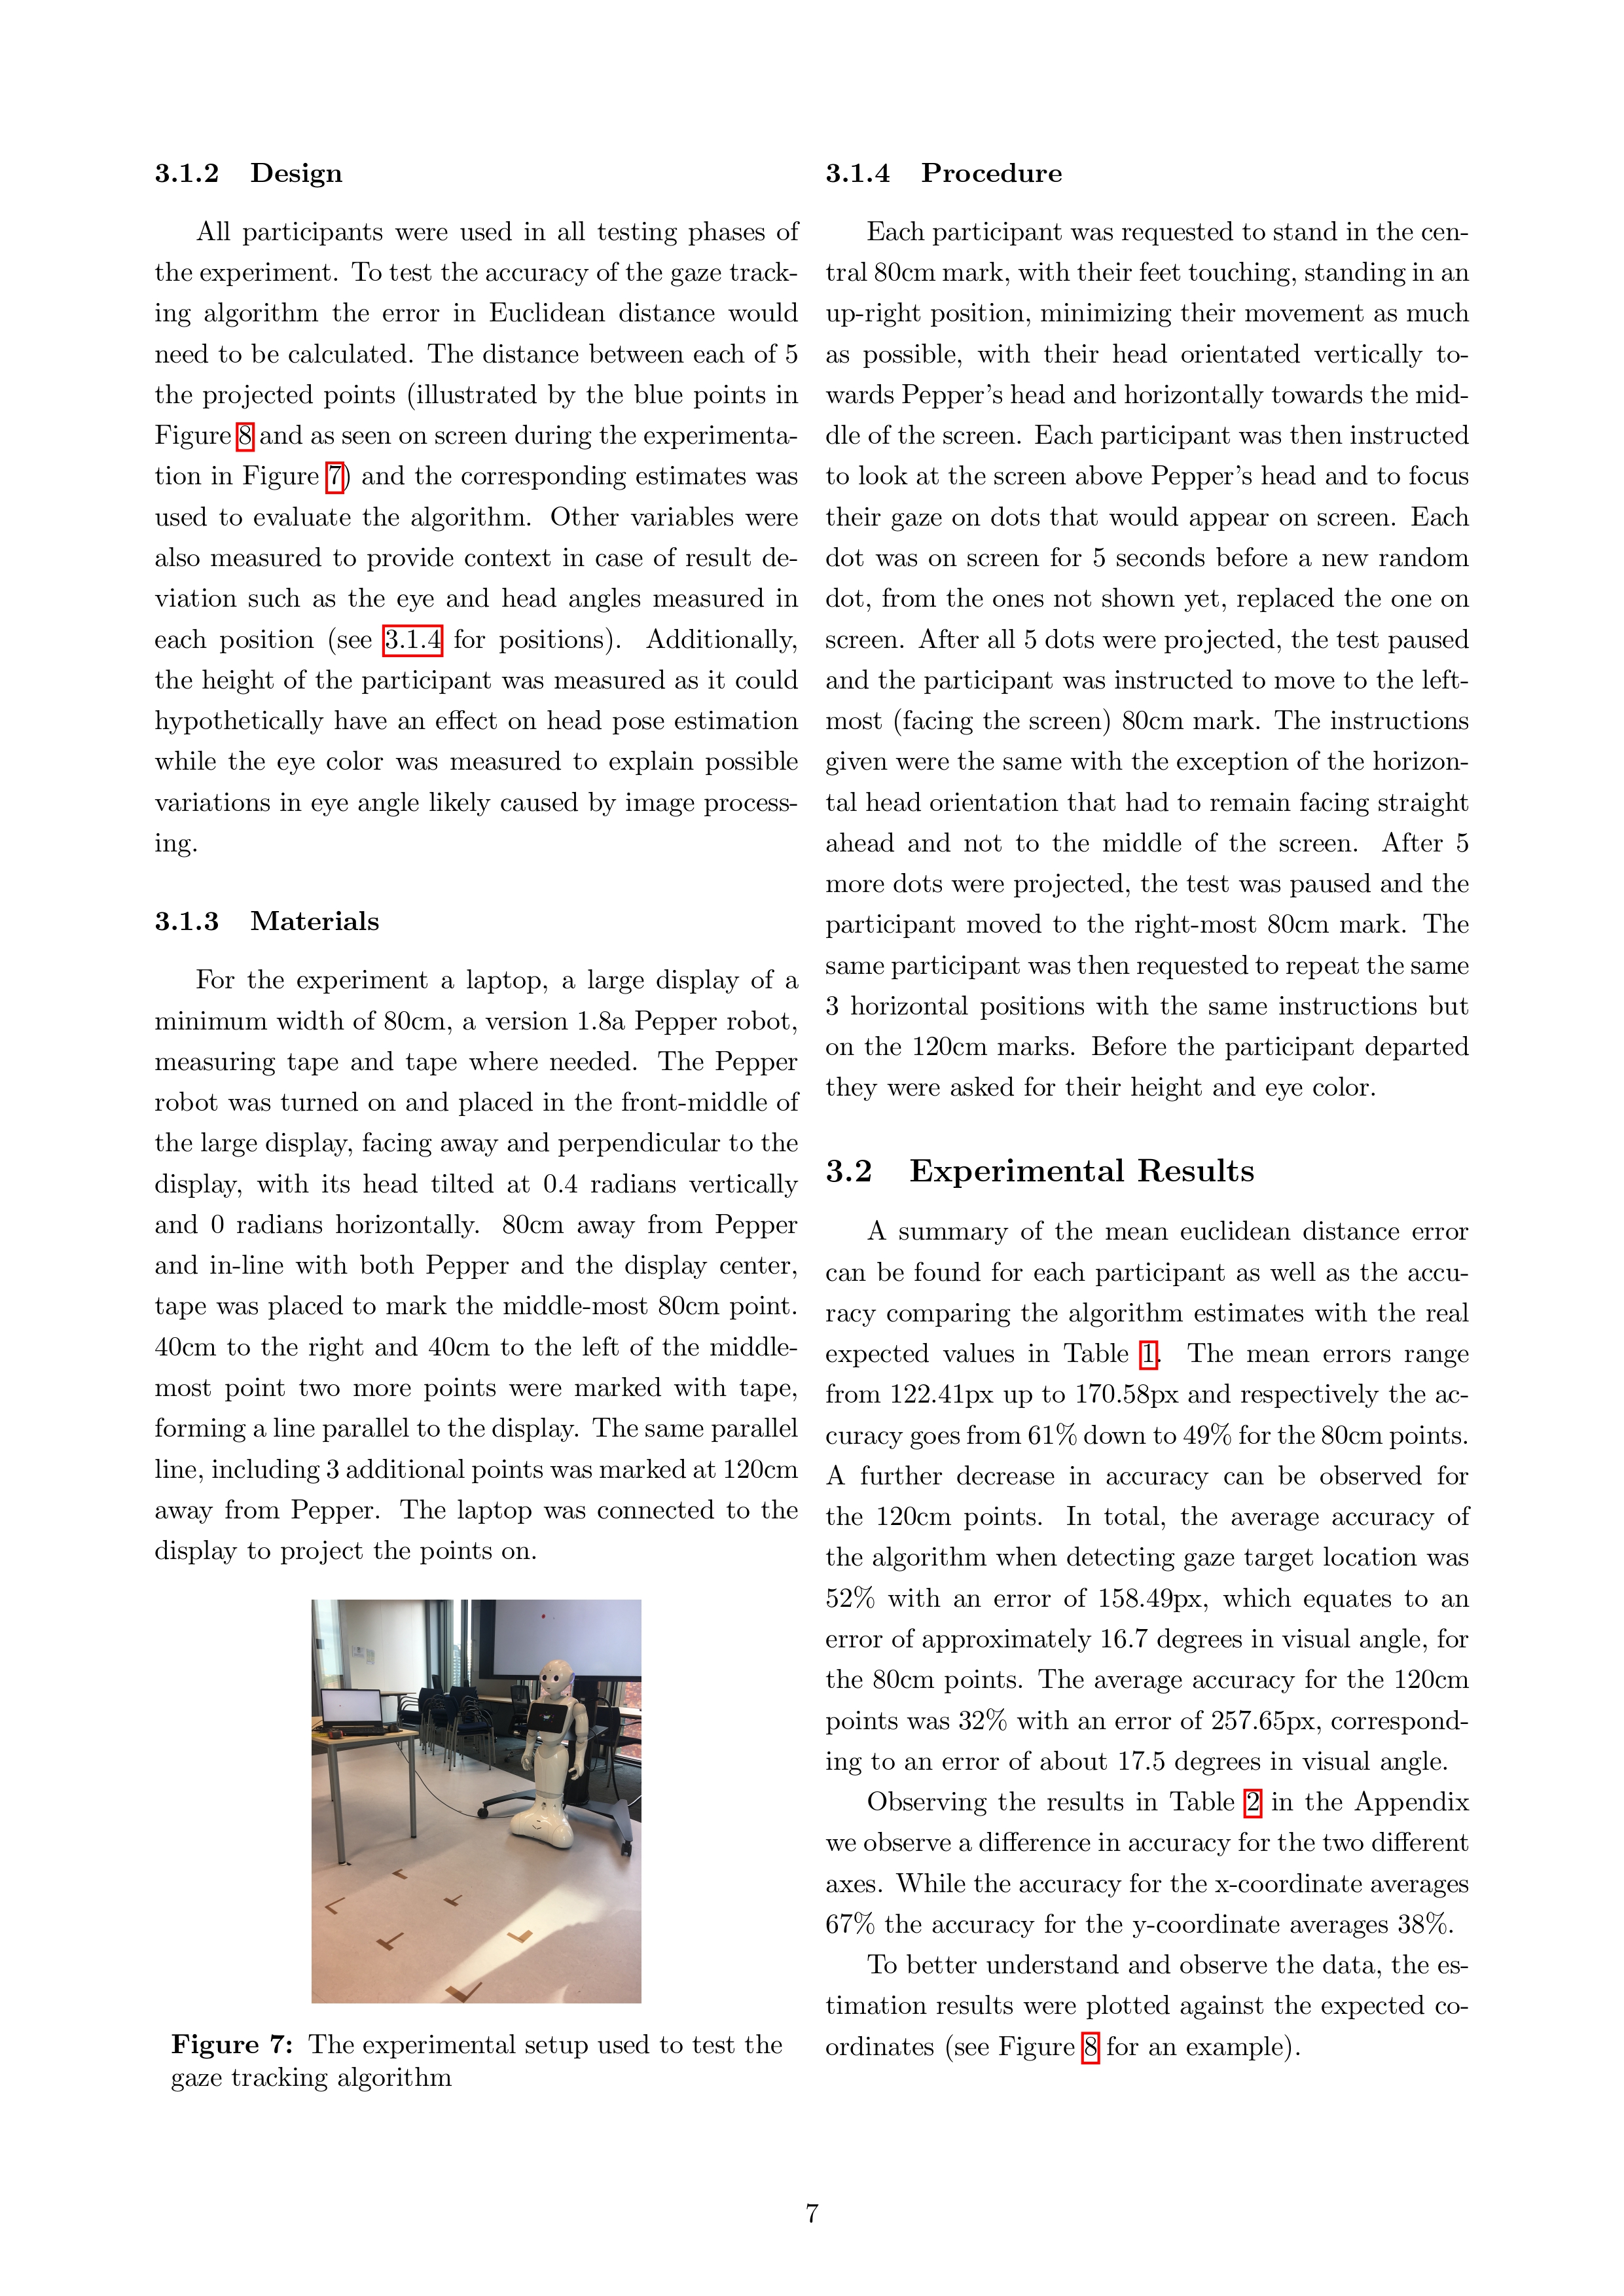 3.1.2 Design
All participants were used in all testing phases of
the experiment. To test the accuracy of the gaze track-
ing algorithm the error in Euclidean distance would
need to be calculated. The distance between each of 5
the projected points (illustrated by the blue points in
Figure 8 and as seen on screen during the experimenta-
tion in Figure 7) and the corresponding estimates was
used to evaluate the algorithm. Other variables were
also measured to provide context in case of result de-
viation such as the eye and head angles measured in
each position (see 3.1.4 for positions). Additionally,
the height of the participant was measured as it could
hypothetically have an effect on head pose estimation
while the eye color was measured to explain possible
variations in eye angle likely caused by image process-
ing.
3.1.3 Materials
For the experiment a laptop, a large display of a
minimum width of 80cm, a version 1.8a Pepper robot,
measuring tape and tape where needed. The Pepper
robot was turned on and placed in the front-middle of
the large display, facing away and perpendicular to the
display, with its head tilted at 0.4 radians vertically
and 0 radians horizontally. 80cm away from Pepper
and in-line with both Pepper and the display center,
tape was placed to mark the middle-most 80cm point.
40cm to the right and 40cm to the left of the middle-
most point two more points were marked with tape,
forming a line parallel to the display. The same parallel
line, including 3 additional points was marked at 120cm
away from Pepper. The laptop was connected to the
display to project the points on.
Figure 7: The experimental setup used to test the
gaze tracking algorithm
3.1.4 Procedure
Each participant was requested to stand in the cen-
tral 80cm mark, with their feet touching, standing in an
up-right position, minimizing their movement as much
as possible, with their head orientated vertically to-
wards Pepper's head and horizontally towards the mid-
dle of the screen. Each participant was then instructed
to look at the screen above Pepper's head and to focus
their gaze on dots that would appear on screen. Each
dot was on screen for 5 seconds before a new random
dot, from the ones not shown yet, replaced the one on
screen. After all 5 dots were projected, the test paused
and the participant was instructed to move to the left-
most (facing the screen) 80cm mark. The instructions
given were the same with the exception of the horizon-
tal head orientation that had to remain facing straight
ahead and not to the middle of the screen. After 5
more dots were projected, the test was paused and the
participant moved to the right-most 80cm mark. The
same participant was then requested to repeat the same
3 horizontal positions with the same instructions but
on the 120cm marks. Before the participant departed
they were asked for their height and eye color.
3.2 Experimental Results
A summary of the mean euclidean distance error
can be found for each participant as well as the accu-
racy comparing the algorithm estimates with the real
expected values in Table 1. The mean errors range
from 122.41px up to 170.58px and respectively the ac-
curacy goes from 61% down to 49% for the 80cm points.
A further decrease in accuracy can be observed for
the 120cm points. In total, the average accuracy of
the algorithm when detecting gaze target location was
52% with an error of 158.49px, which equates to an
error of approximately 16.7 degrees in visual angle, for
the 80cm points. The average accuracy for the 120cm
points was 32% with an error of 257.65px, correspond-
ing to an error of about 17.5 degrees in visual angle.
Observing the results in Table 2 in the Appendix
we observe a difference in accuracy for the two different
axes. While the accuracy for the x-coordinate averages
67% the accuracy for the y-coordinate averages 38%.
To better understand and observe the data, the es-
timation results were plotted against the expected co-
ordinates (see Figure 8 for an example).
7